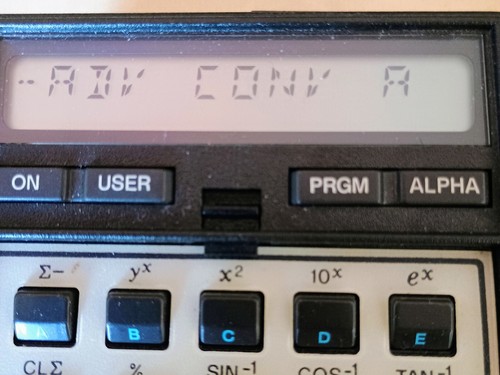 -ADV CONV A
ON USER PRGM ALPHA
Σ− yˣ x² 10ˣ eˣ
A B C D E
CLΣ % SIN⁻¹ COS⁻¹ TAN⁻¹